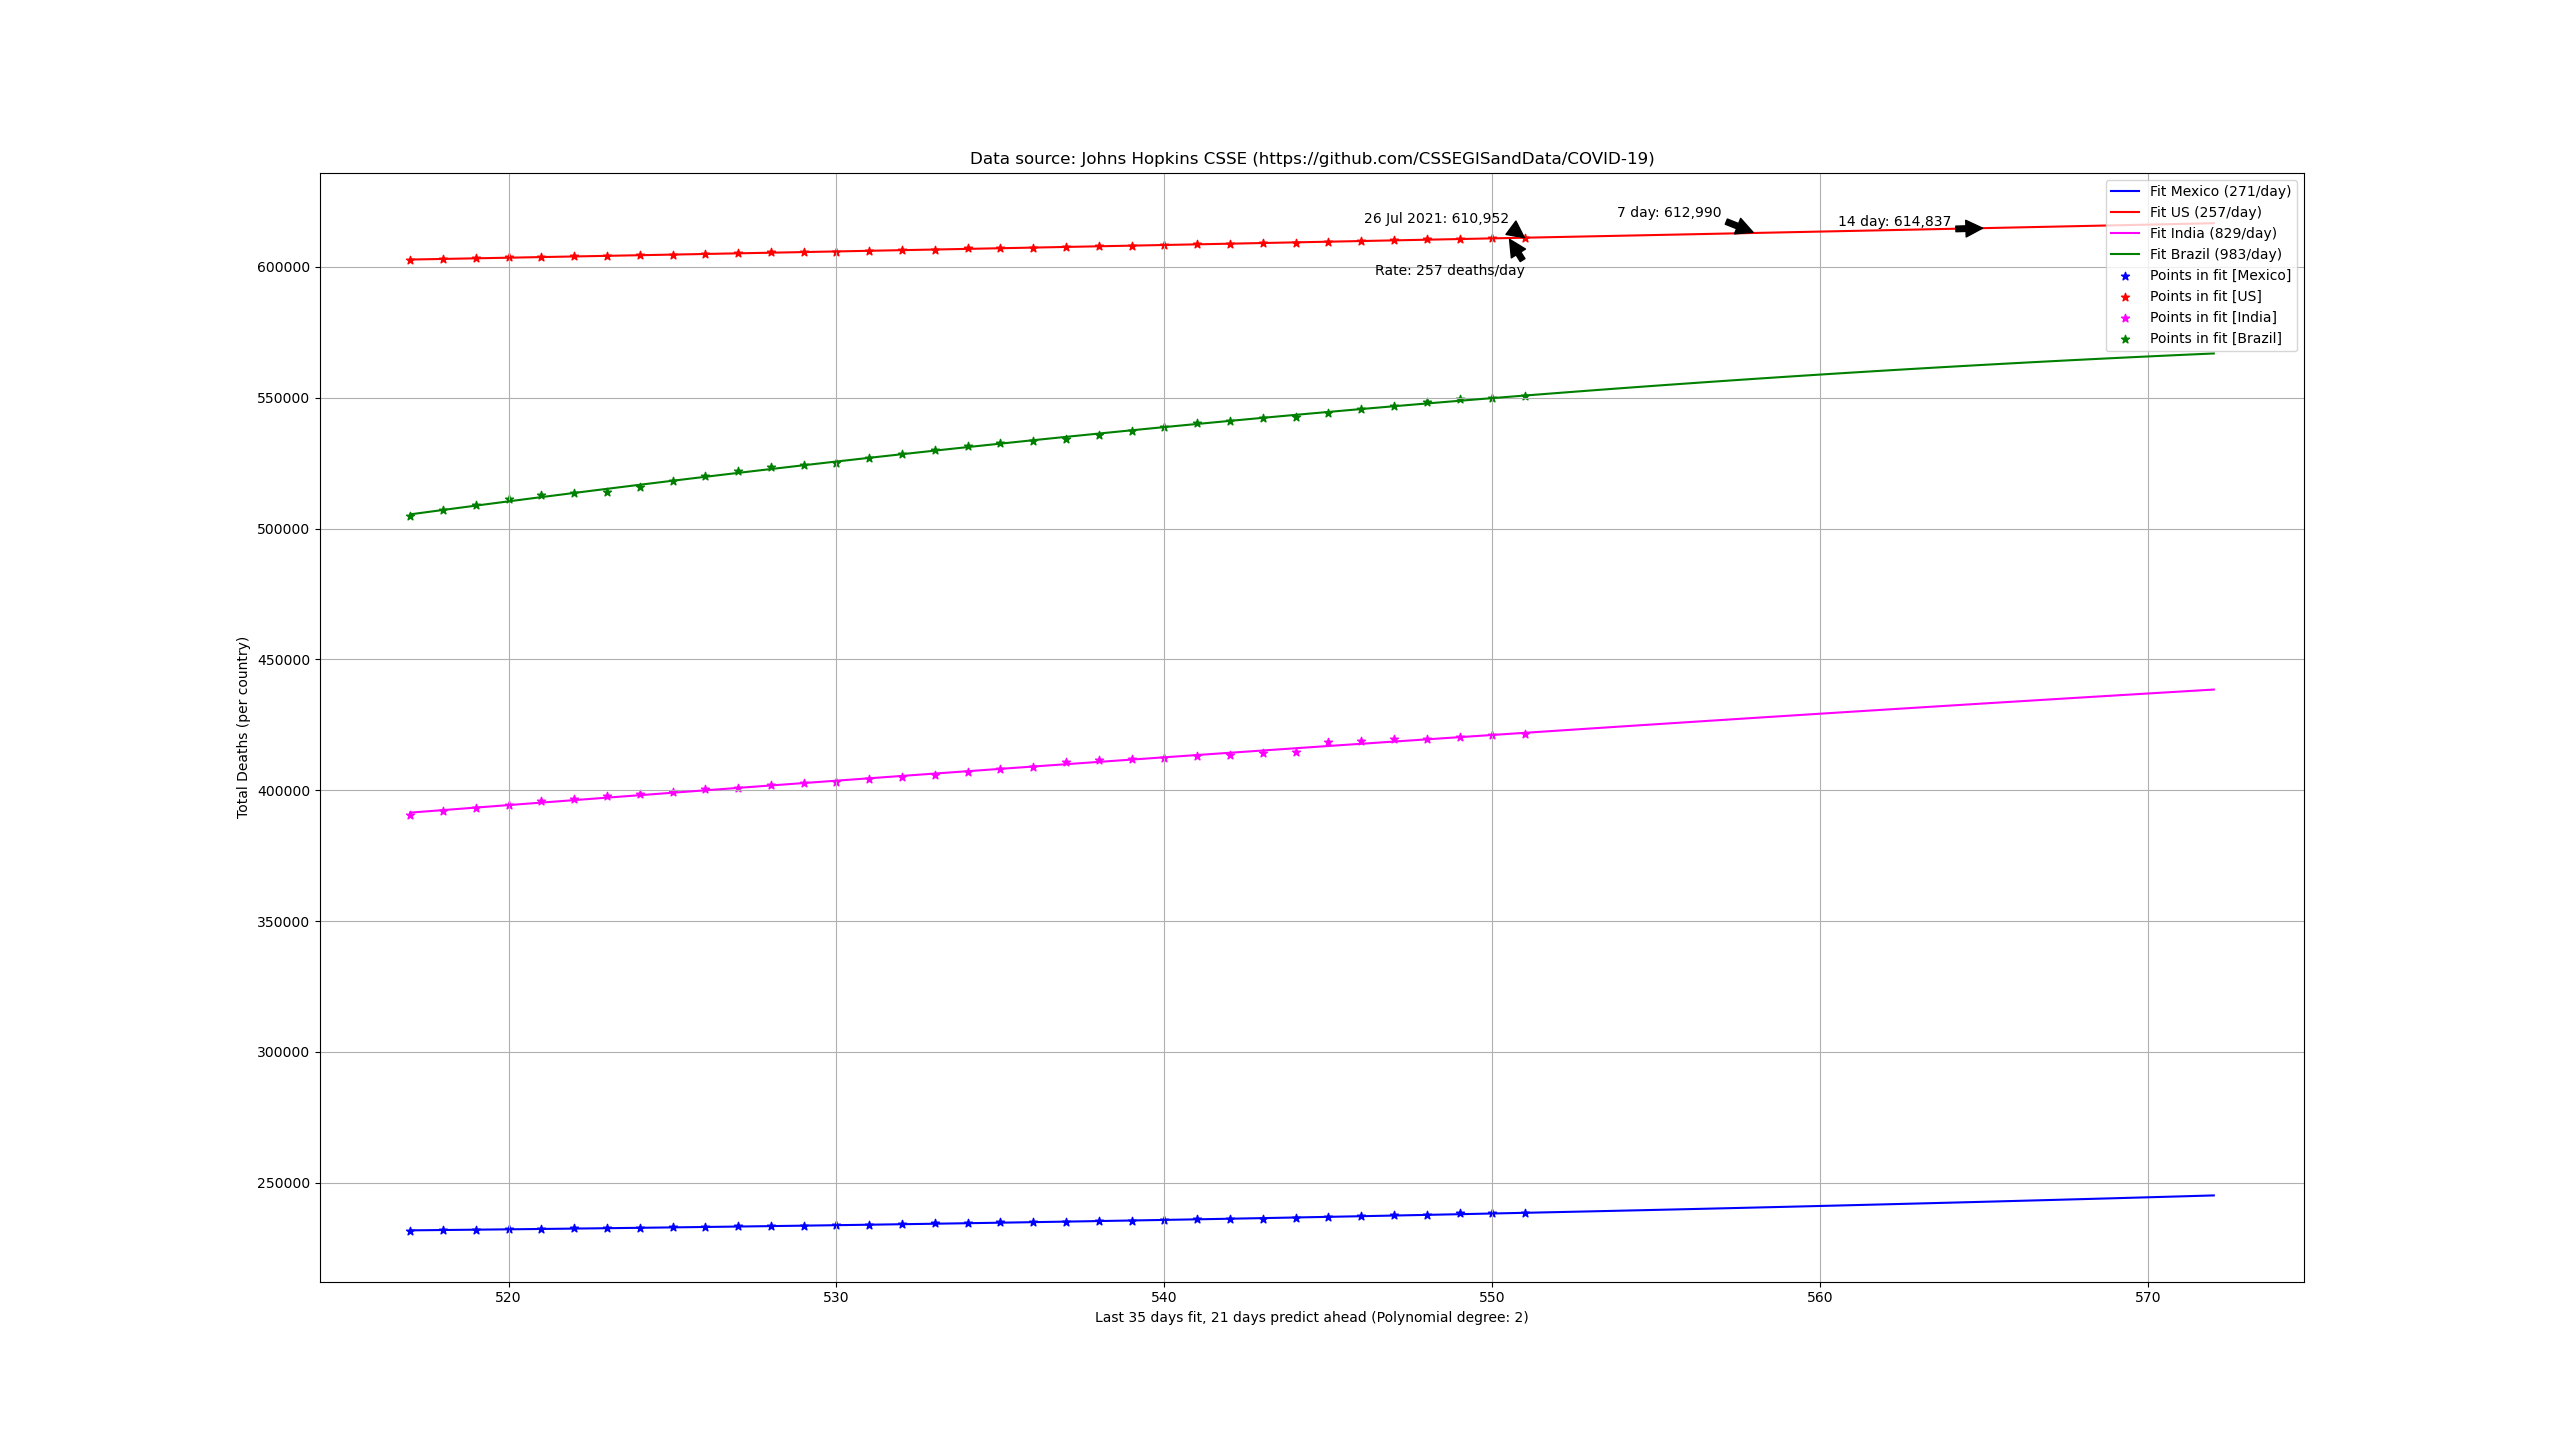 Data source: Johns Hopkins CSSE (https://github.com/CSSEGISandData/COVID-19)
Fit Mexico (271/day)
Fit US (257/day)
Fit India (829/day)
Fit Brazil (983/day)
Points in fit [Mexico]
Points in fit [US]
Points in fit [India]
Points in fit [Brazil]
26 Jul 2021: 610,952
7 day: 612,990
14 day: 614,837
Rate: 257 deaths/day
Total Deaths (per country)
600000
550000
500000
450000
400000
350000
300000
250000
520 530 540 550 560 570
Last 35 days fit, 21 days predict ahead (Polynomial degree: 2)